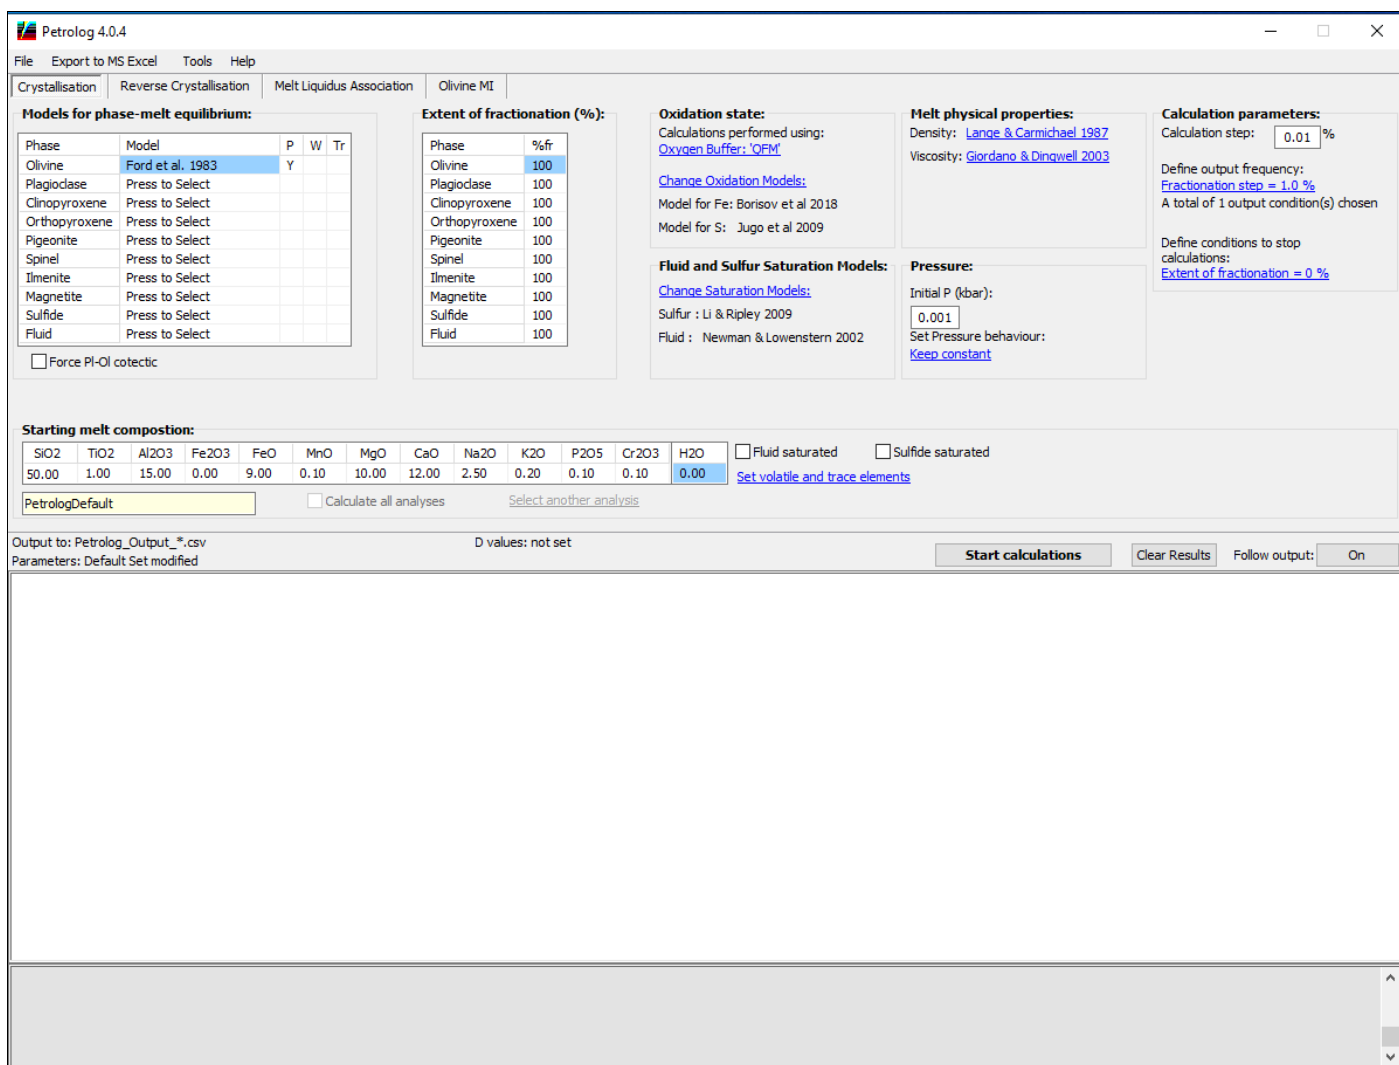 Petrolog 4.0.4
File Export to MS Excel Tools Help
Crystallisation Reverse Crystallisation Melt Liquidus Association Olivine MI
Models for phase-melt equilibrium:
Phase Model P W Tr
Olivine Ford et al. 1983 Y
Plagioclase Press to Select
Clinopyroxene Press to Select
Orthopyroxene Press to Select
Pigeonite Press to Select
Spinel Press to Select
Ilmenite Press to Select
Magnetite Press to Select
Sulfide Press to Select
Fluid Press to Select
Force Pl-Ol cotectic
Extent of fractionation (%):
Phase %fr
Olivine 100
Plagioclase 100
Clinopyroxene 100
Orthopyroxene 100
Pigeonite 100
Spinel 100
Ilmenite 100
Magnetite 100
Sulfide 100
Fluid 100
Oxidation state:
Calculations performed using:
Oxygen Buffer: 'QFM'
Change Oxidation Models:
Model for Fe: Borisov et al 2018
Model for S: Jugo et al 2009
Fluid and Sulfur Saturation Models:
Change Saturation Models:
Sulfur : Li & Ripley 2009
Fluid : Newman & Lowenstern 2002
Melt physical properties:
Density: Lange & Carmichael 1987
Viscosity: Giordano & Dingwell 2003
Pressure:
Initial P (kbar):
0.001
Set Pressure behaviour:
Keep constant
Calculation parameters:
Calculation step: 0.01 %
Define output frequency:
Fractionation step = 1.0 %
A total of 1 output condition(s) chosen
Define conditions to stop
calculations:
Extent of fractionation = 0 %
Starting melt compostion:
SiO2 TiO2 Al2O3 Fe2O3 FeO MnO MgO CaO Na2O K2O P2O5 Cr2O3 H2O
50.00 1.00 15.00 0.00 9.00 0.10 10.00 12.00 2.50 0.20 0.10 0.10 0.00
Fluid saturated Sulfide saturated
Set volatile and trace elements
PetrologDefault Calculate all analyses Select another analysis
Output to: Petrolog_Output_*.csv D values: not set
Parameters: Default Set modified
Start calculations Clear Results Follow output: On